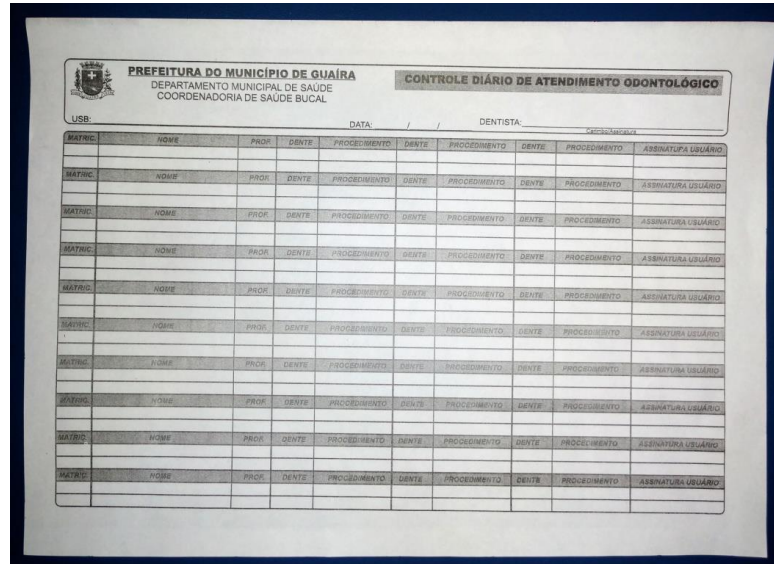 PREFEITURA DO MUNICÍPIO DE GUAÍRA
DEPARTAMENTO MUNICIPAL DE SAÚDE
COORDENADORIA DE SAÚDE BUCAL
CONTROLE DIÁRIO DE ATENDIMENTO ODONTOLÓGICO
USB: DATA: / / DENTISTA:
Carimbo/Assinatura
MATRIC. NOME PROF. DENTE PROCEDIMENTO DENTE PROCEDIMENTO DENTE PROCEDIMENTO ASSINATURA USUÁRIO
MATRIC. NOME PROF. DENTE PROCEDIMENTO DENTE PROCEDIMENTO DENTE PROCEDIMENTO ASSINATURA USUÁRIO
MATRIC. NOME PROF. DENTE PROCEDIMENTO DENTE PROCEDIMENTO DENTE PROCEDIMENTO ASSINATURA USUÁRIO
MATRIC. NOME PROF. DENTE PROCEDIMENTO DENTE PROCEDIMENTO DENTE PROCEDIMENTO ASSINATURA USUÁRIO
MATRIC. NOME PROF. DENTE PROCEDIMENTO DENTE PROCEDIMENTO DENTE PROCEDIMENTO ASSINATURA USUÁRIO
MATRIC. NOME PROF. DENTE PROCEDIMENTO DENTE PROCEDIMENTO DENTE PROCEDIMENTO ASSINATURA USUÁRIO
MATRIC. NOME PROF. DENTE PROCEDIMENTO DENTE PROCEDIMENTO DENTE PROCEDIMENTO ASSINATURA USUÁRIO
MATRIC. NOME PROF. DENTE PROCEDIMENTO DENTE PROCEDIMENTO DENTE PROCEDIMENTO ASSINATURA USUÁRIO
MATRIC. NOME PROF. DENTE PROCEDIMENTO DENTE PROCEDIMENTO DENTE PROCEDIMENTO ASSINATURA USUÁRIO
MATRIC. NOME PROF. DENTE PROCEDIMENTO DENTE PROCEDIMENTO DENTE PROCEDIMENTO ASSINATURA USUÁRIO